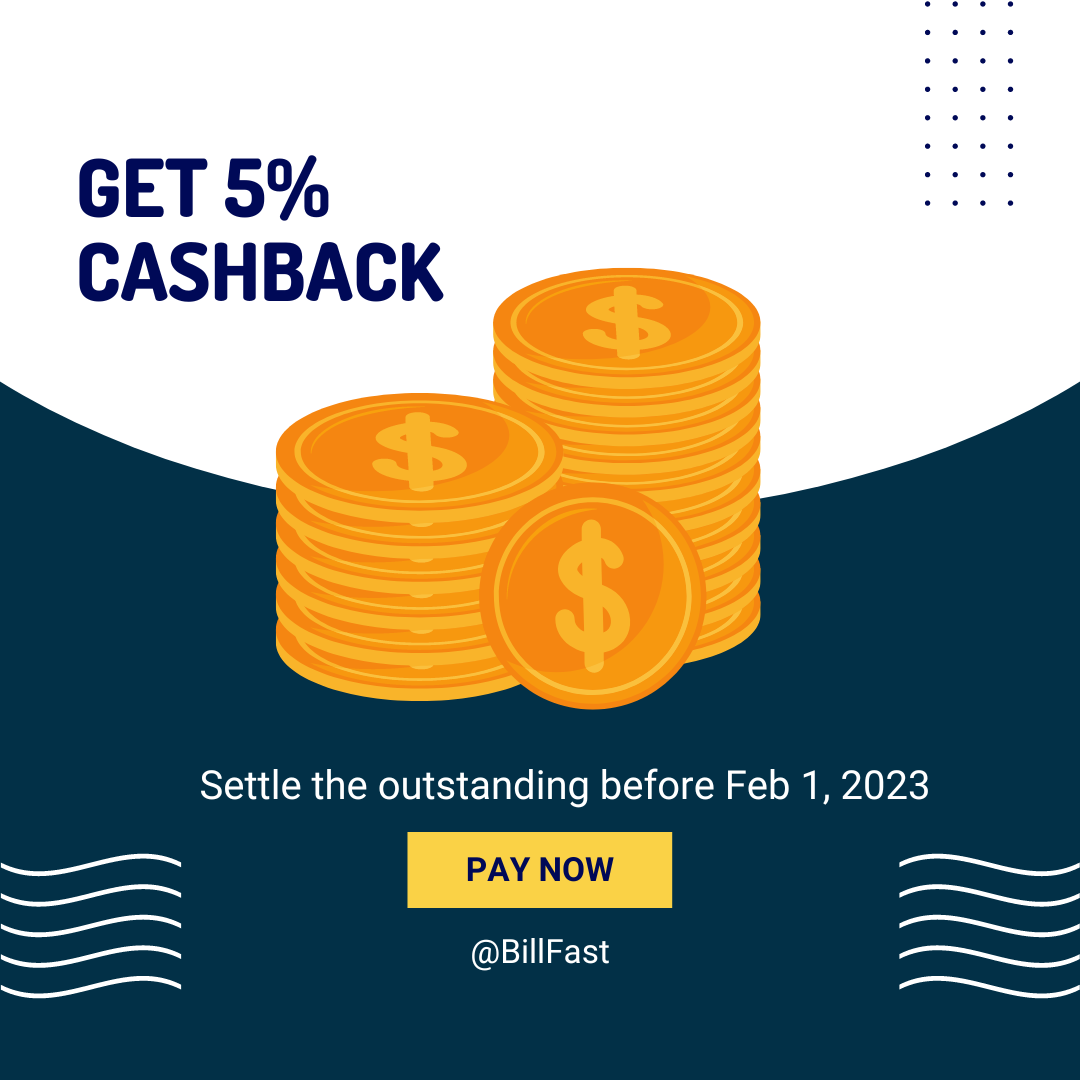 GET 5%
CASHBACK
$
$
$
Settle the outstanding before Feb 1, 2023
PAY NOW
@BillFast